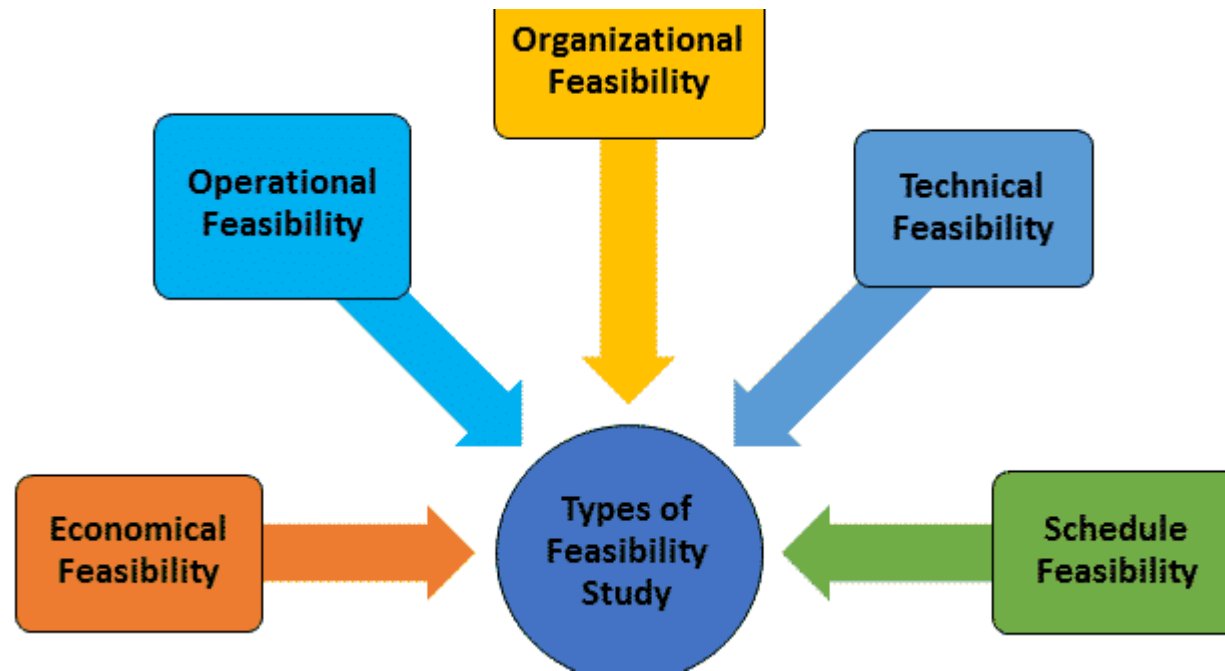 Organizational
Feasibility
Operational
Feasibility
Technical
Feasibility
Economical
Feasibility
Types of
Feasibility
Study
Schedule
Feasibility